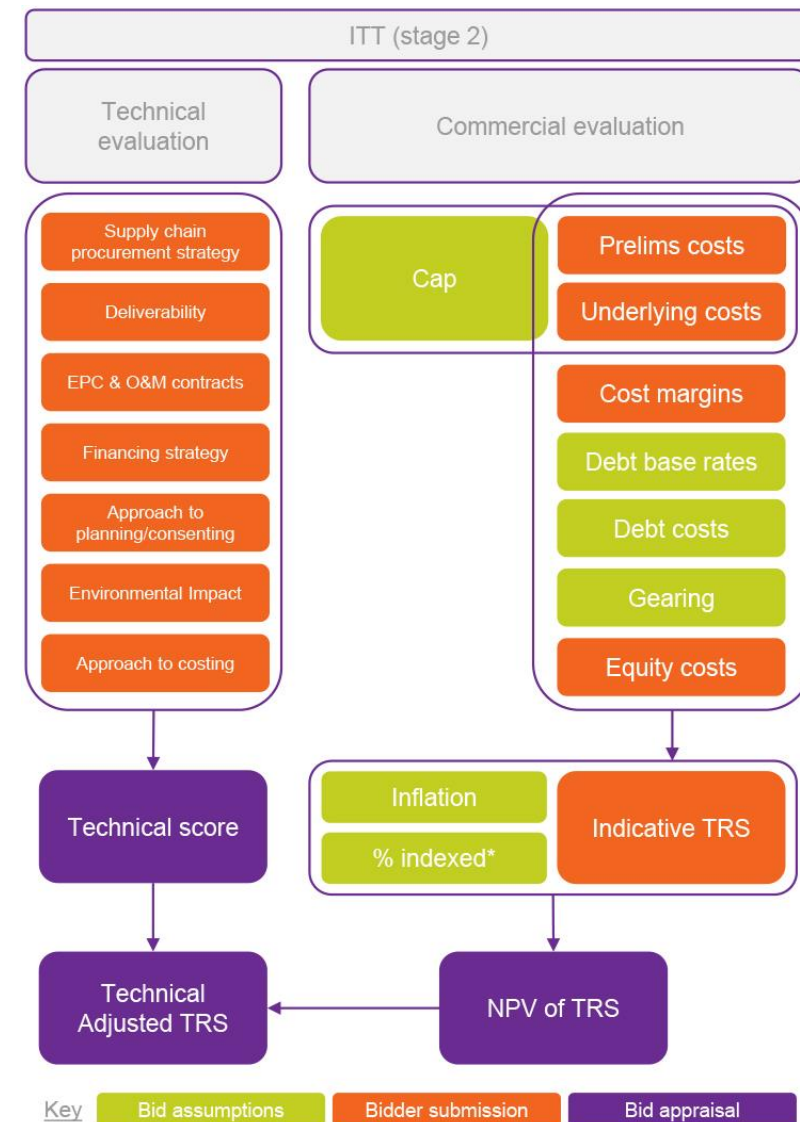 ITT (stage 2)
Technical
evaluation
Commercial evaluation
Supply chain
procurement strategy
Deliverability
EPC & O&M contracts
Financing strategy
Approach to
planning/consenting
Environmental Impact
Approach to costing
Cap
Prelims costs
Underlying costs
Cost margins
Debt base rates
Debt costs
Gearing
Equity costs
Technical score
Inflation
% indexed*
Indicative TRS
Technical
Adjusted TRS
NPV of TRS
Key
Bid assumptions
Bidder submission
Bid appraisal